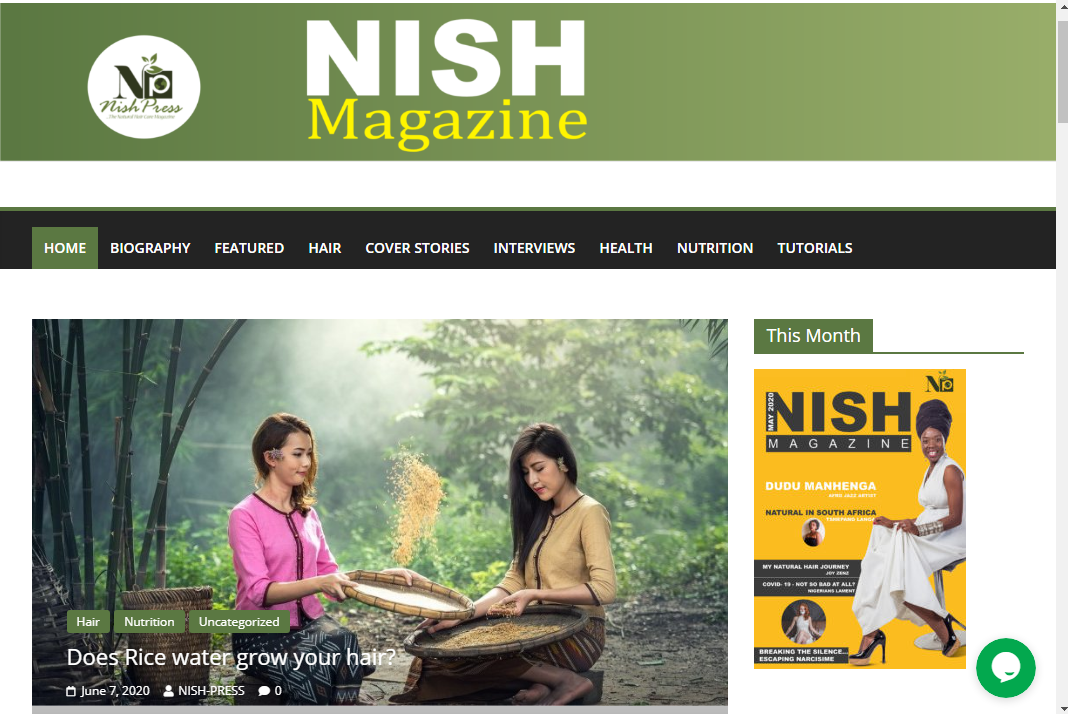 NISH
Magazine
Np
Nish Press
The Natural Hair Care Magazine
HOME BIOGRAPHY FEATURED HAIR COVER STORIES INTERVIEWS HEALTH NUTRITION TUTORIALS
This Month
Np
MAY 2020
NISH
MAGAZINE
DUDU MANHENGA
AFRO JAZZ ARTIST
NATURAL IN SOUTH AFRICA
MY NATURAL HAIR JOURNEY
JOY ZENZ
COVID- 19 - NOT SO BAD AT ALL?
NIGERIANS LAMENT
BREAKING THE SILENCE...
ESCAPING NARCISIME
Hair Nutrition Uncategorized
Does Rice water grow your hair?
June 7, 2020 NISH-PRESS 0